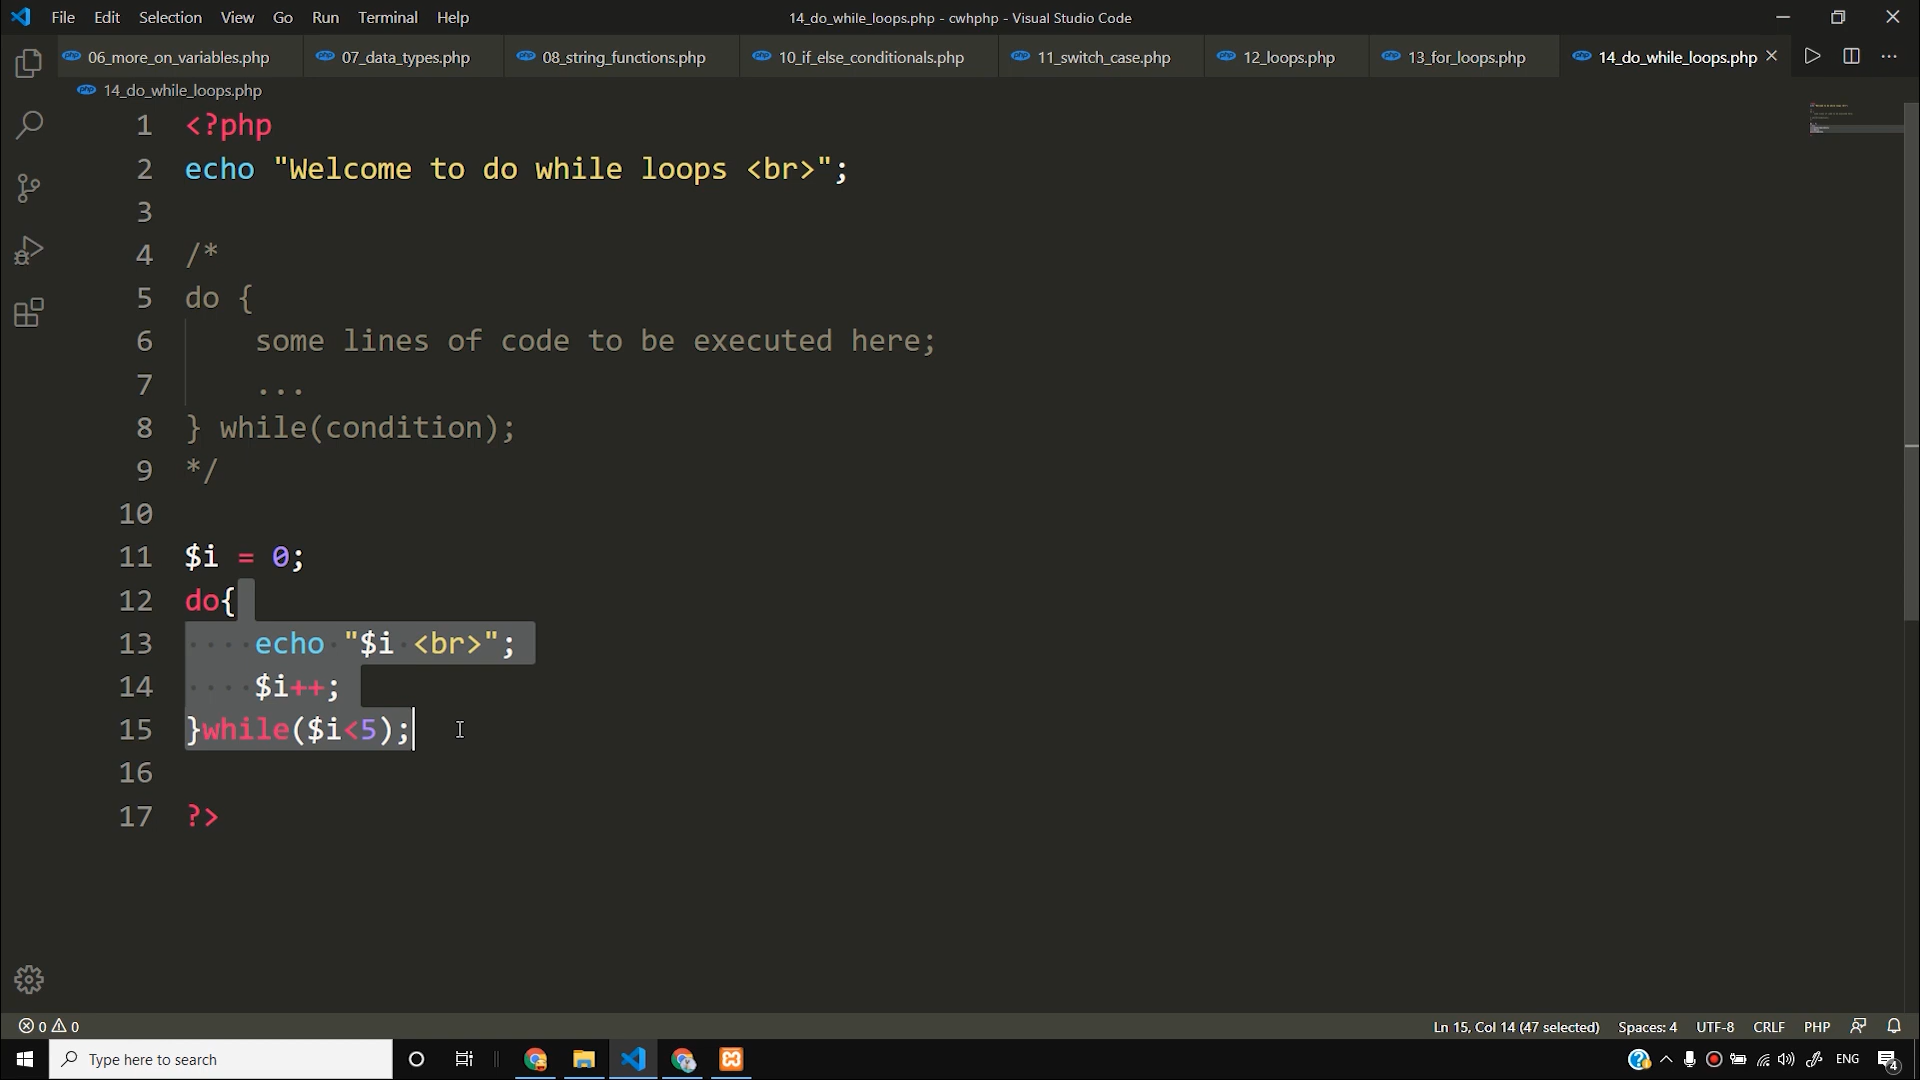 File Edit Selection View Go Run Terminal Help
14_do_while_loops.php - cwhphp - Visual Studio Code
06_more_on_variables.php 07_data_types.php 08_string_functions.php 10_if_else_conditionals.php 11_switch_case.php 12_loops.php 13_for_loops.php 14_do_while_loops.php
14_do_while_loops.php
1 <?php
2 echo "Welcome to do while loops <br>";
3
4 /*
5 do {
6 some lines of code to be executed here;
7 ...
8 } while(condition);
9 */
10
11 $i = 0;
12 do{
13 echo "$i <br>";
14 $i++;
15 }while($i<5);
16
17 ?>
0 0 Ln 15, Col 14 (47 selected) Spaces: 4 UTF-8 CRLF PHP
Type here to search ENG 4